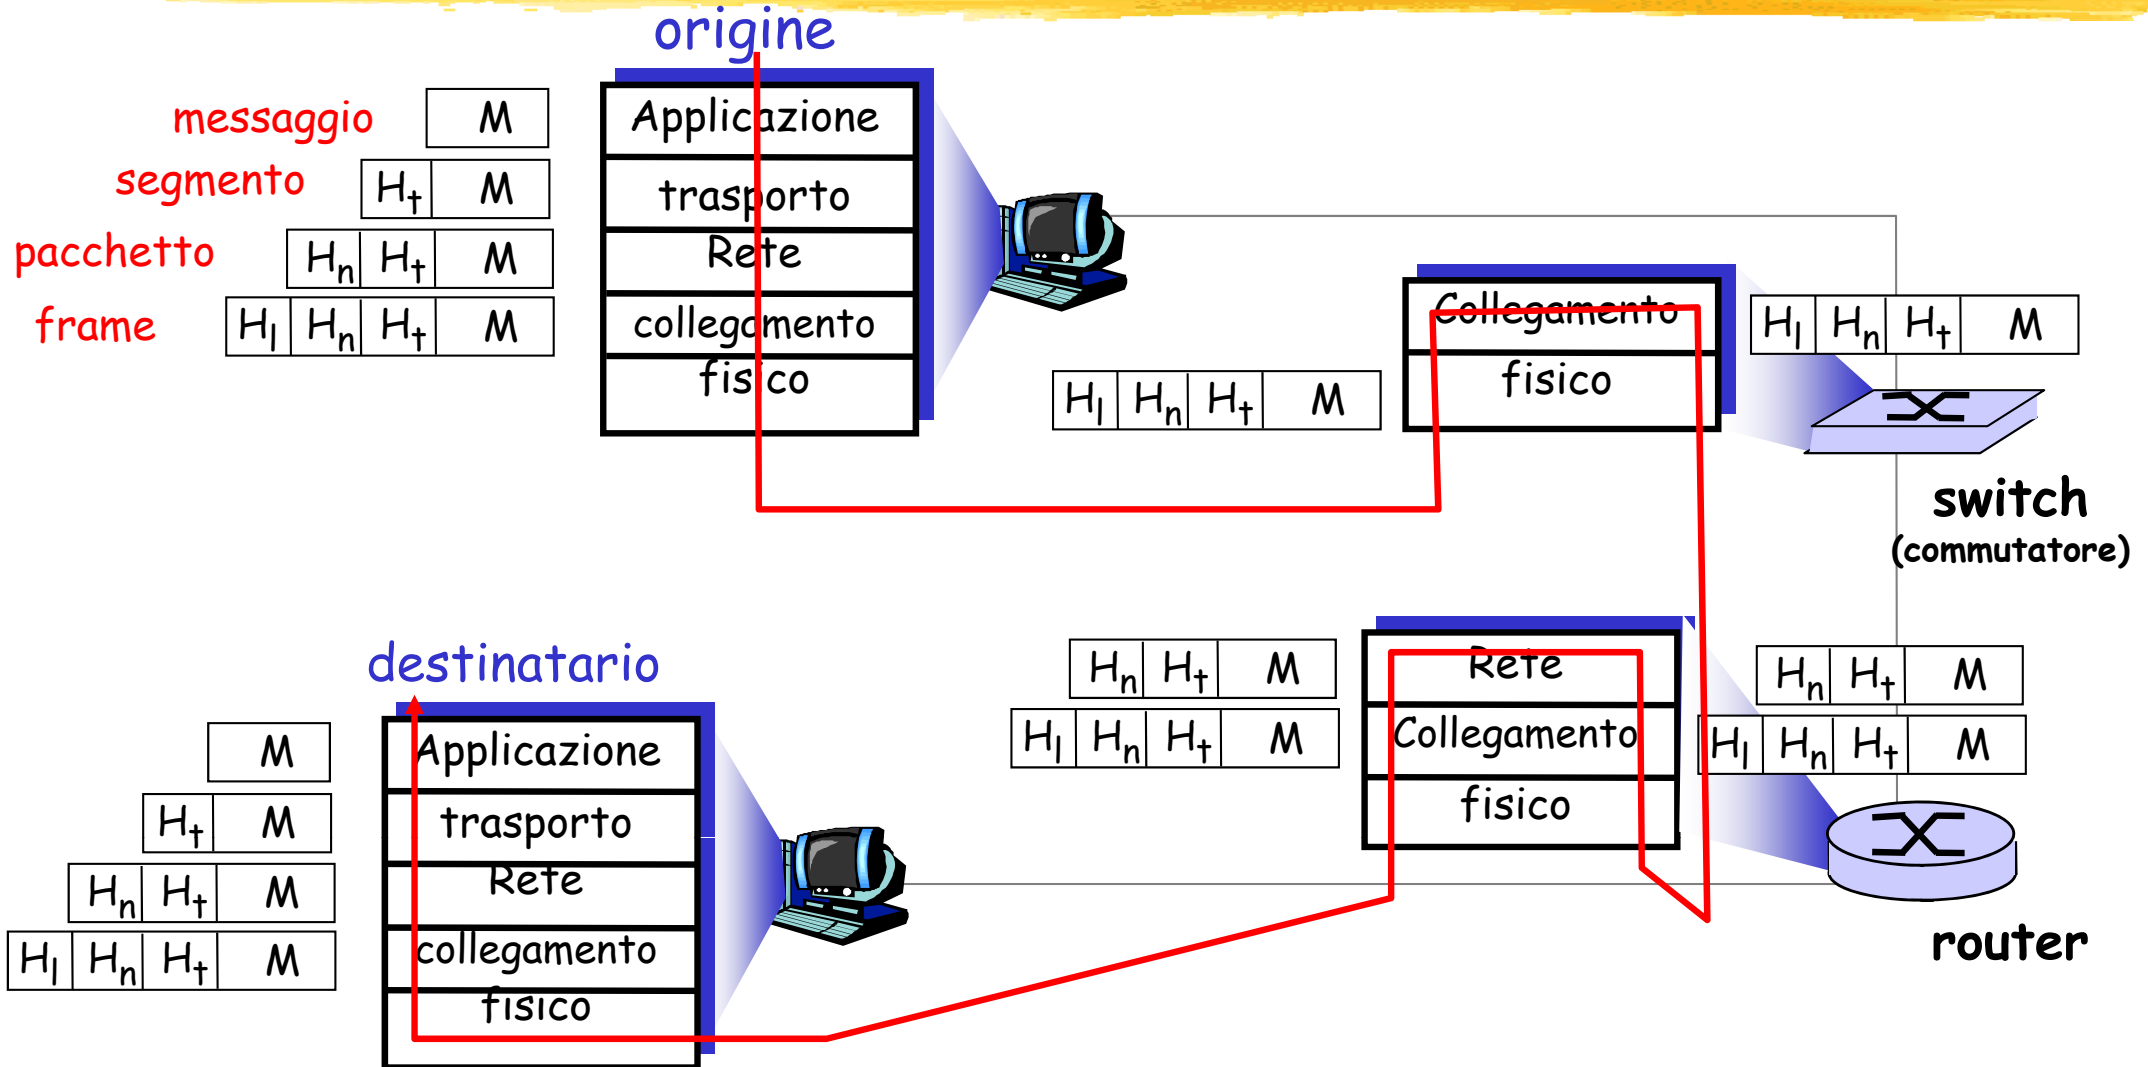 origine
messaggio M
segmento Ht M
pacchetto Hn Ht M
frame Hl Hn Ht M
Applicazione
trasporto
Rete
collegamento
fisico
Hl Hn Ht M
Collegamento
fisico
Hl Hn Ht M
switch
(commutatore)
destinatario
M
Ht M
Hn Ht M
Hl Hn Ht M
Applicazione
trasporto
Rete
collegamento
fisico
Hn Ht M
Hl Hn Ht M
Rete
Collegamento
fisico
Hn Ht M
Hl Hn Ht M
router